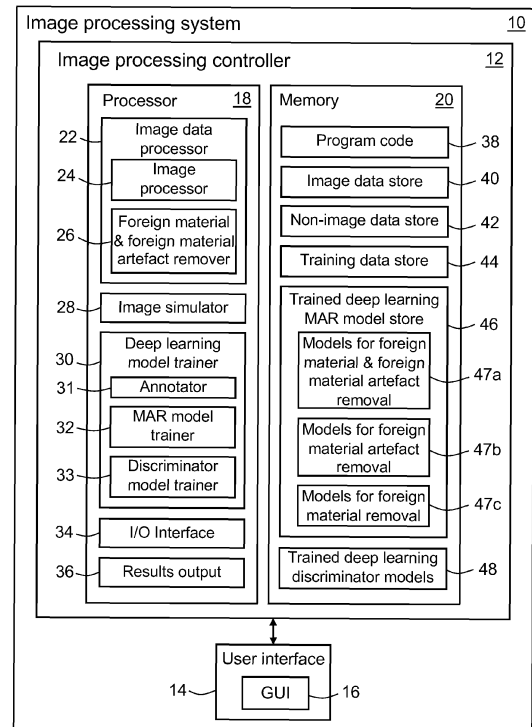 Image processing system 10
Image processing controller 12
Processor 18
22 Image data
processor
24 Image
processor
26 Foreign material
& foreign material
artefact remover
28 Image simulator
30 Deep learning
model trainer
31 Annotator
32 MAR model
trainer
33 Discriminator
model trainer
34 I/O Interface
36 Results output
Memory 20
Program code 38
Image data store 40
Non-image data store 42
Training data store 44
Trained deep learning
MAR model store 46
Models for foreign
material & foreign
material artefact
removal 47a
Models for foreign
material artefact
removal 47b
Models for foreign
material removal 47c
Trained deep learning
discriminator models 48
User interface
14 GUI 16